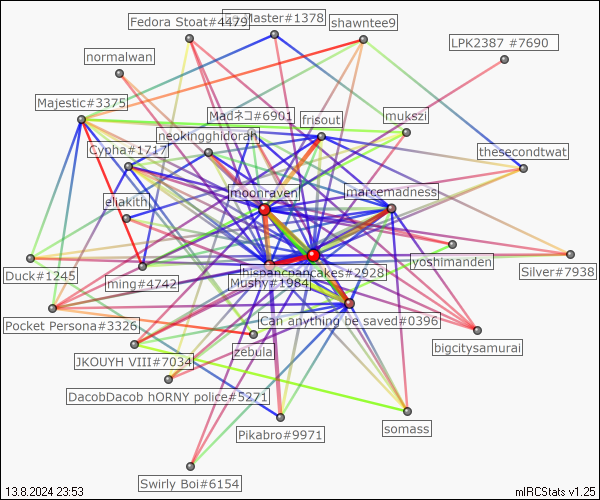 Fedora Stoat#4479
Master#1378
shawntee9
LPK2387 #7690
normalwan
Majestic#3375
Madネコ#6901
frisout
mukszi
neokingghidorah
Cypha#1717
thesecondtwat
moonraven
marcemadness
eliakith
yoshimanden
Duck#1245
ming#4742
hispancpancakes#2928
Mushy#1984
Silver#7938
Pocket Persona#3326
Can anything be saved#0396
zebula
bigcitysamurai
JKOUYH VIII#7034
DacobDacob hORNY police#5271
somass
Pikabro#9971
Swirly Boi#6154
13.8.2024 23:53
mIRCStats v1.25